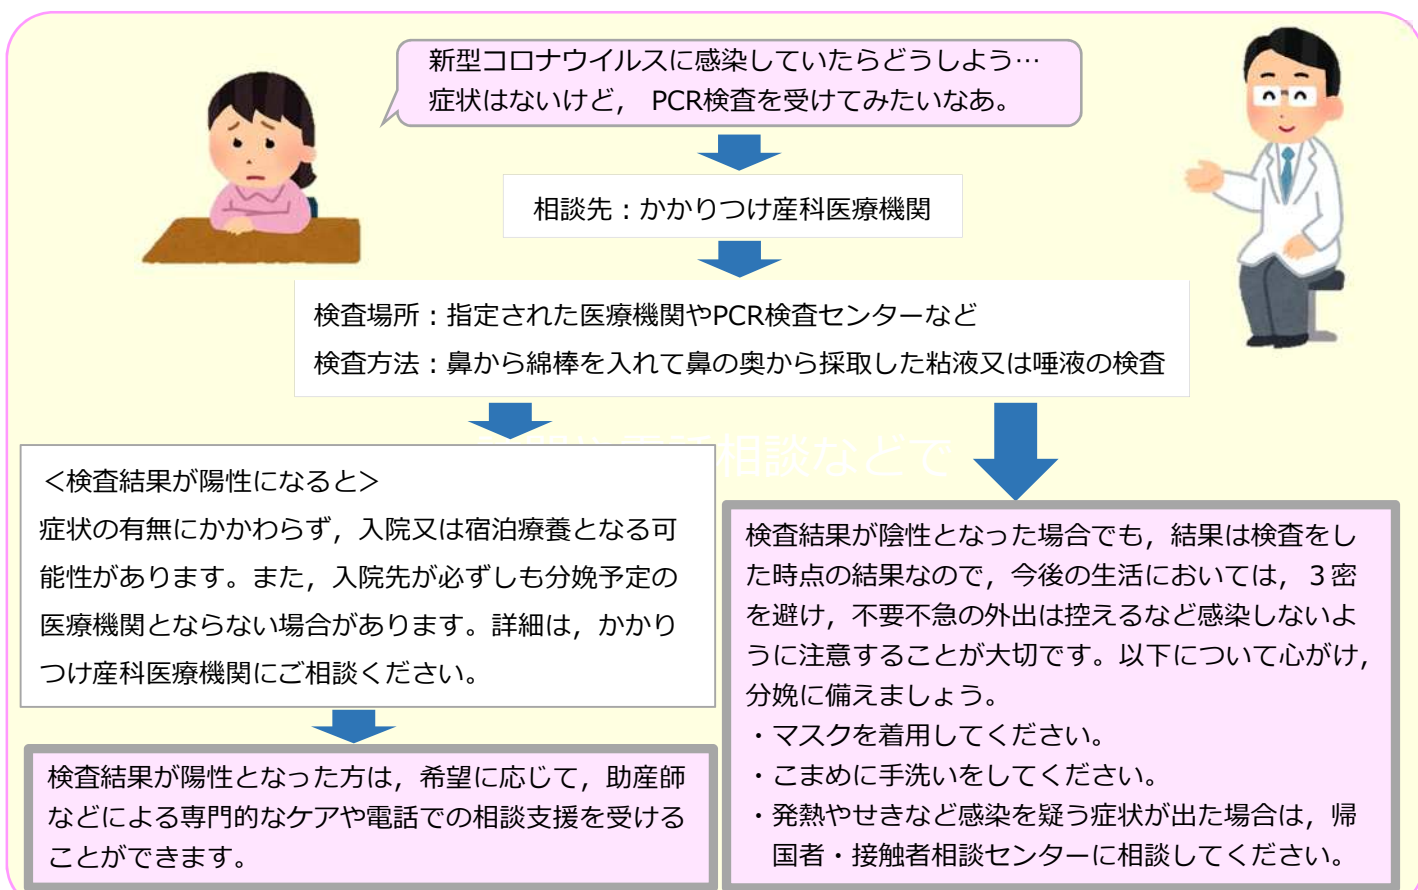 新型コロナウイルスに感染していたらどうしよう…
症状はないけど， PCR検査を受けてみたいなあ。
相談先：かかりつけ産科医療機関
検査場所：指定された医療機関やPCR検査センターなど
検査方法：鼻から綿棒を入れて鼻の奥から採取した粘液又は唾液の検査
相談などで
＜検査結果が陽性になると＞
症状の有無にかかわらず，入院又は宿泊療養となる可
能性があります。また，入院先が必ずしも分娩予定の
医療機関とならない場合があります。詳細は，かかり
つけ産科医療機関にご相談ください。
検査結果が陽性となった方は，希望に応じて，助産師
などによる専門的なケアや電話での相談支援を受ける
ことができます。
検査結果が陰性となった場合でも，結果は検査をし
た時点の結果なので，今後の生活においては，３密
を避け，不要不急の外出は控えるなど感染しないよ
うに注意することが大切です。以下について心がけ，
分娩に備えましょう。
・マスクを着用してください。
・こまめに手洗いをしてください。
・発熱やせきなど感染を疑う症状が出た場合は，帰
国者・接触者相談センターに相談してください。